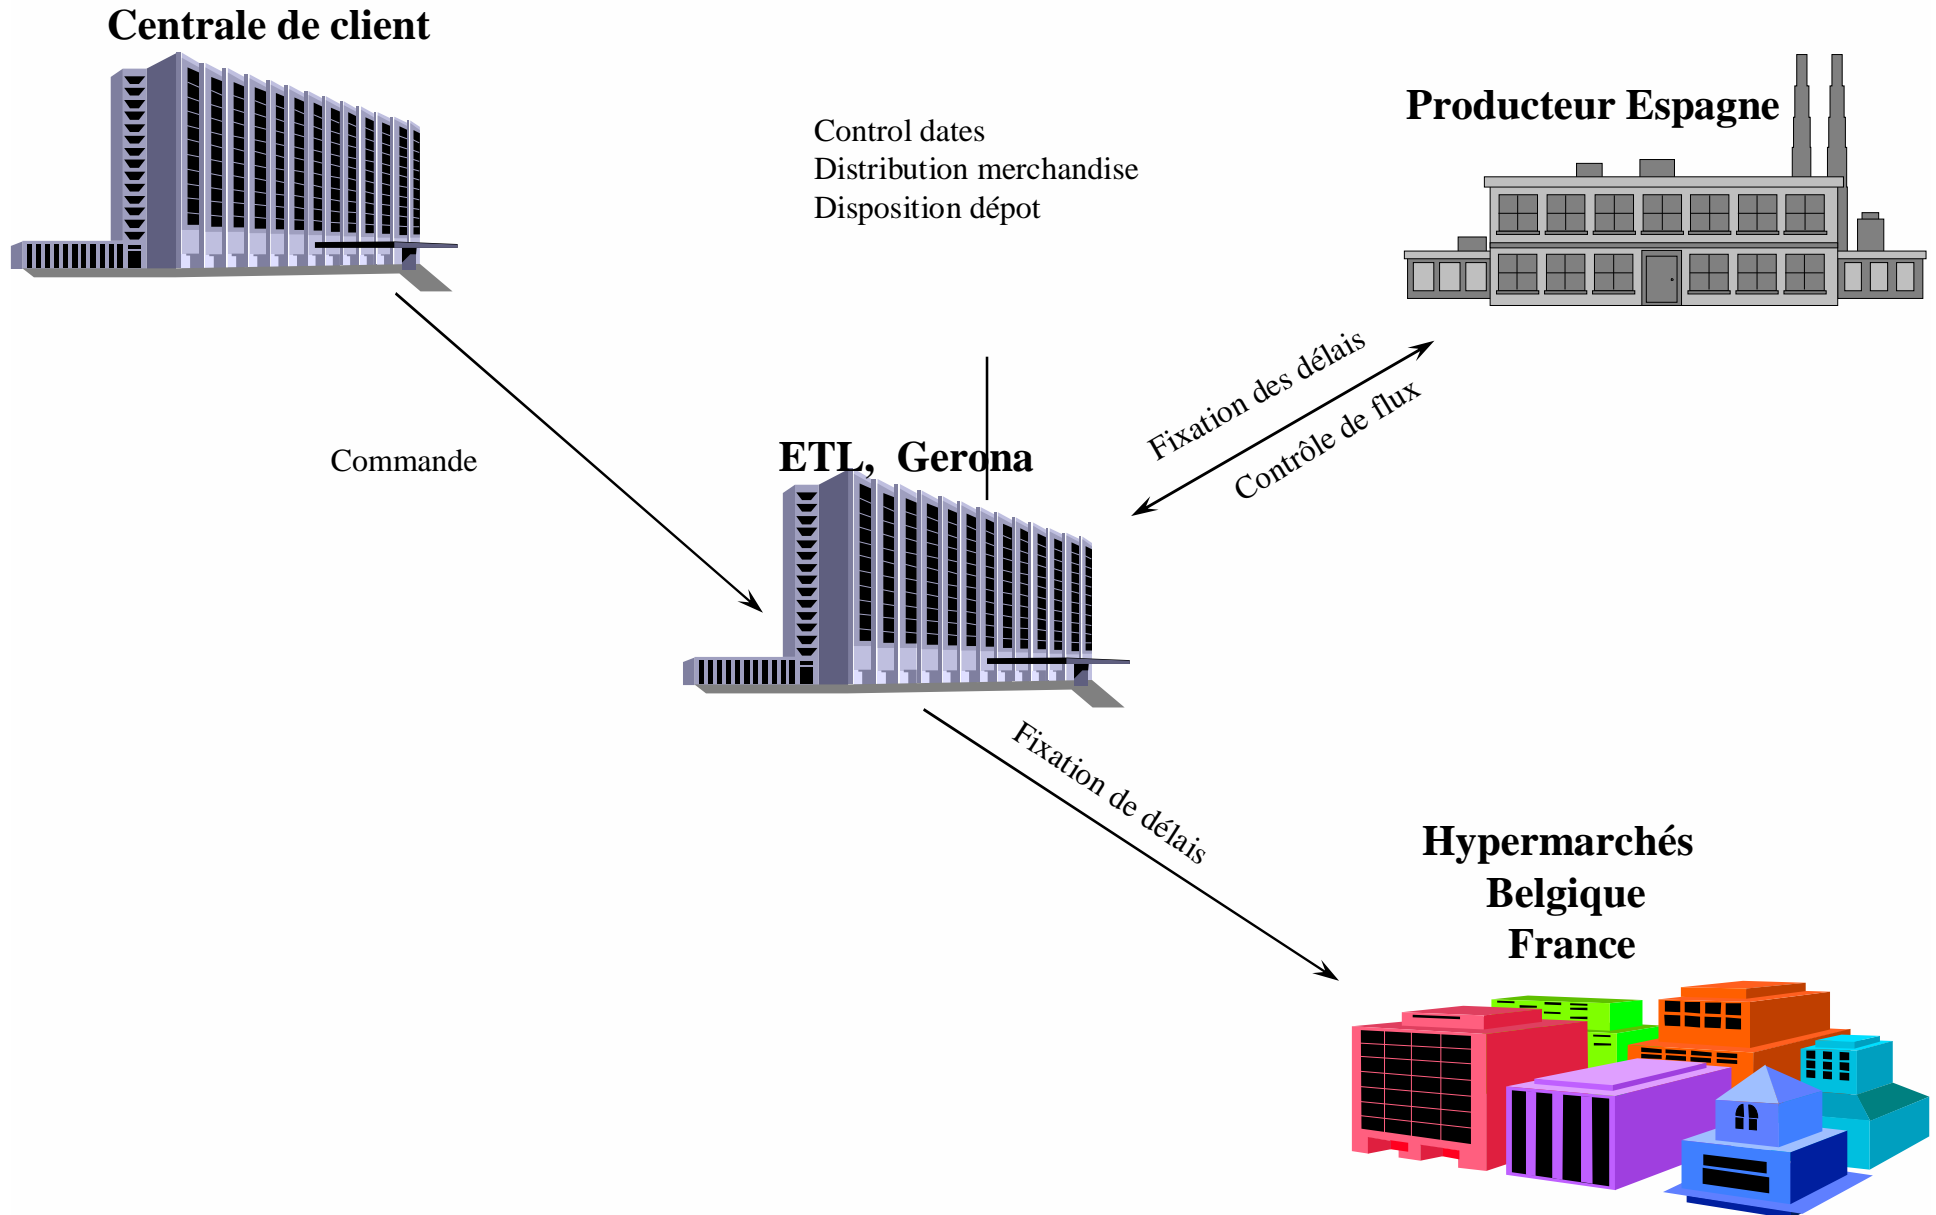 Centrale de client
Producteur Espagne
Control dates
Distribution merchandise
Disposition dépot
Fixation des délais
Contrôle de flux
Commande
ETL, Gerona
Fixation de délais
Hypermarchés
Belgique
France